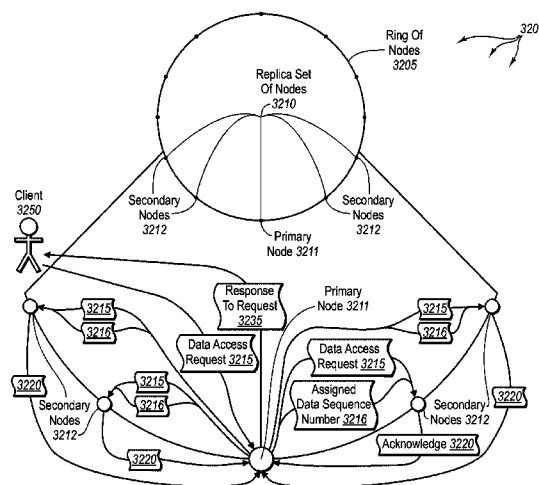 320
Ring Of
Nodes
3205
Replica Set
Of Nodes
3210
Secondary
Nodes
3212
Secondary
Nodes
3212
Primary
Node 3211
Client
3250
Response
To Request
3235
Primary
Node 3211
3215
3216
Data Access
Request 3215
3215
3216
Data Access
Request 3215
3220
3215
3216
Assigned
Data Sequence
Number 3216
3220
Secondary
Nodes
3212
Secondary
Nodes 3212
3220
Acknowledge 3220